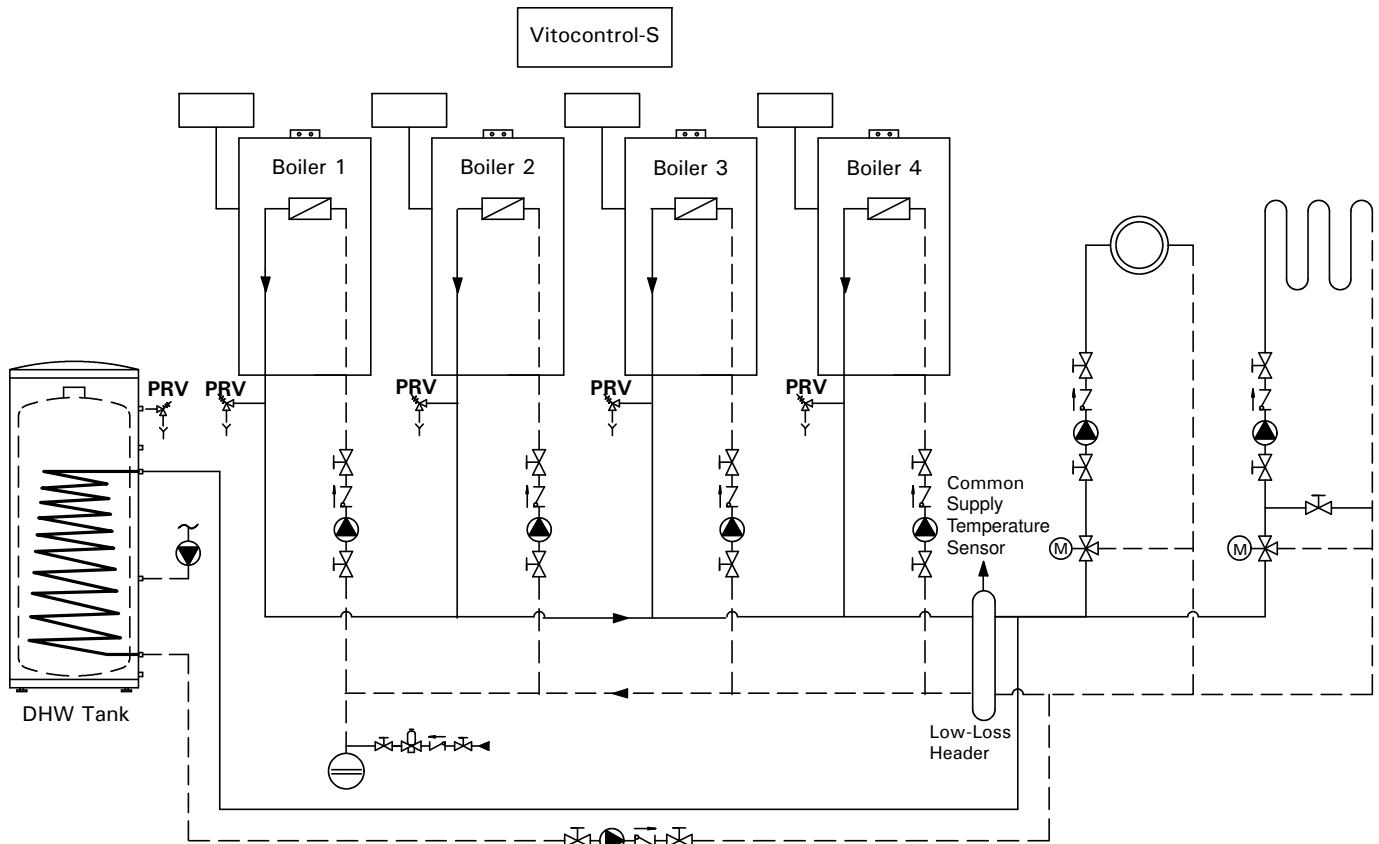 Vitocontrol-S
Boiler 1
Boiler 2
Boiler 3
Boiler 4
PRV
PRV
PRV
PRV
PRV
Common
Supply
Temperature
Sensor
M
M
DHW Tank
Low-Loss
Header